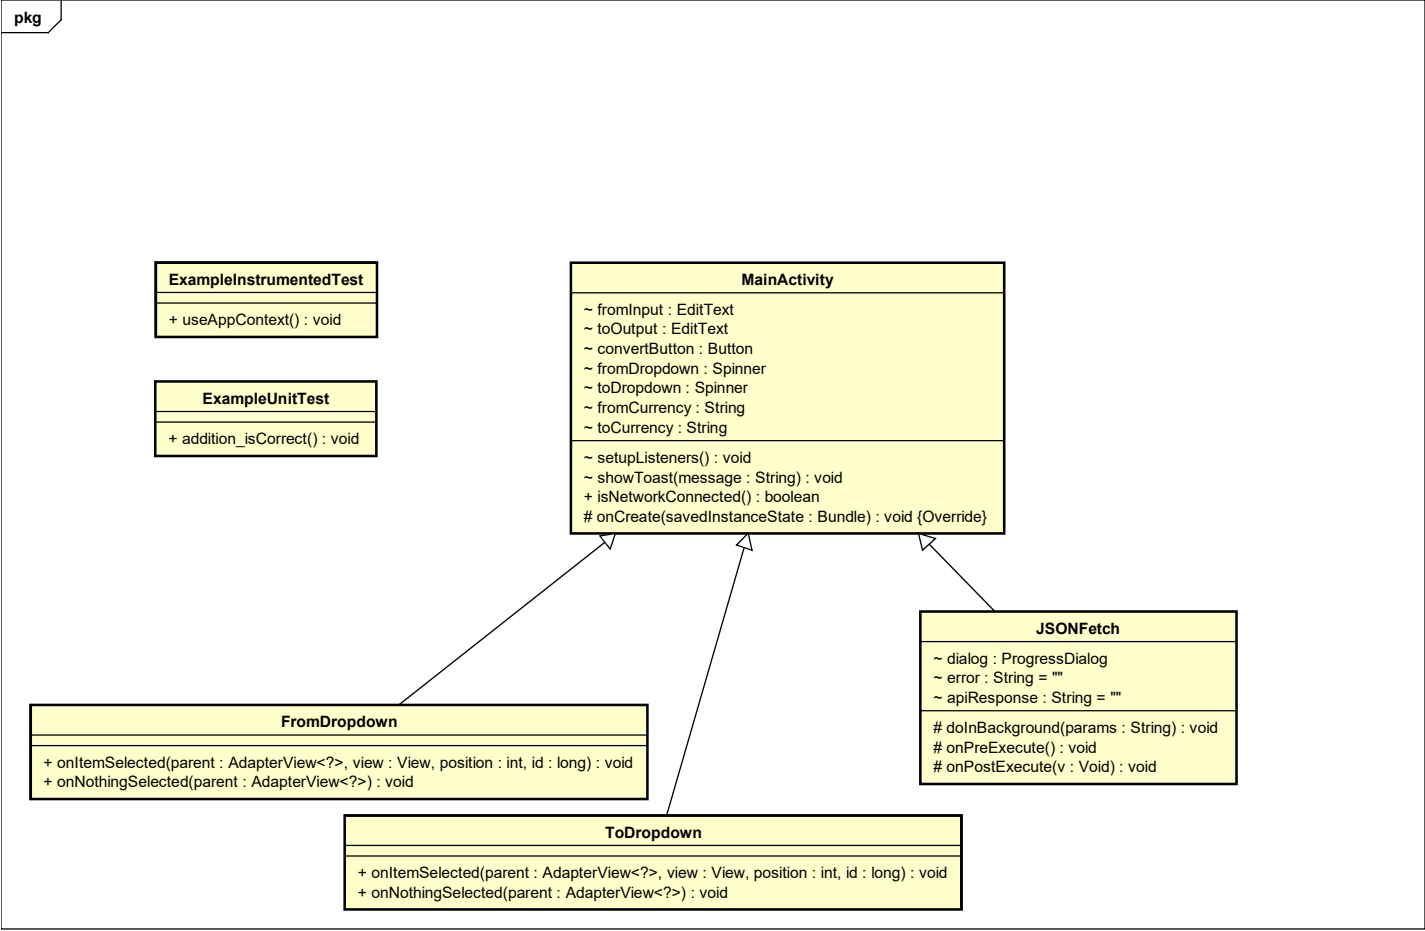 pkg
ExampleInstrumentedTest
+ useAppContext() : void
ExampleUnitTest
+ addition_isCorrect() : void
MainActivity
~ fromInput : EditText
~ toOutput : EditText
~ convertButton : Button
~ fromDropdown : Spinner
~ toDropdown : Spinner
~ fromCurrency : String
~ toCurrency : String
~ setupListeners() : void
~ showToast(message : String) : void
+ isNetworkConnected() : boolean
# onCreate(savedInstanceState : Bundle) : void {Override}
JSONFetch
~ dialog : ProgressDialog
~ error : String = ""
~ apiResponse : String = ""
# doInBackground(params : String) : void
# onPreExecute() : void
# onPostExecute(v : Void) : void
FromDropdown
+ onItemSelected(parent : AdapterView<?>, view : View, position : int, id : long) : void
+ onNothingSelected(parent : AdapterView<?>) : void
ToDropdown
+ onItemSelected(parent : AdapterView<?>, view : View, position : int, id : long) : void
+ onNothingSelected(parent : AdapterView<?>) : void